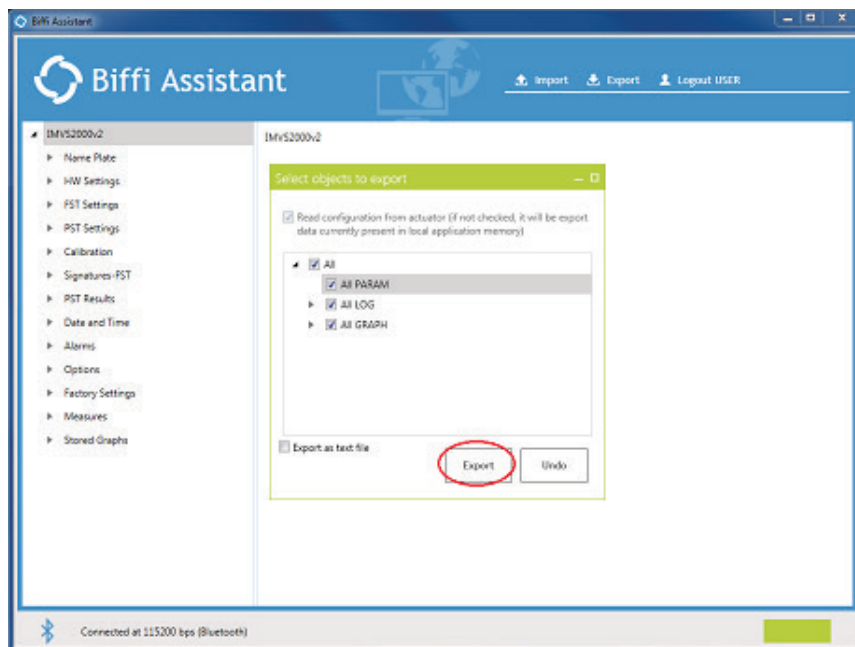 Biffi Assistant
Biffi Assistant
Import Export Logout USER
IMVS2000v2
Name Plate
HW Settings
FST Settings
PST Settings
Calibration
Signatures-FST
PST Results
Date and Time
Alarms
Options
Factory Settings
Measures
Stored Graphs
IMVS2000v2
Select objects to export
Read configuration from actuator (if not checked, it will be export
data currently present in local application memory)
All
All PARAM
All LOG
All GRAPH
Export as text file
Export Undo
Connected at 115200 bps (Bluetooth)